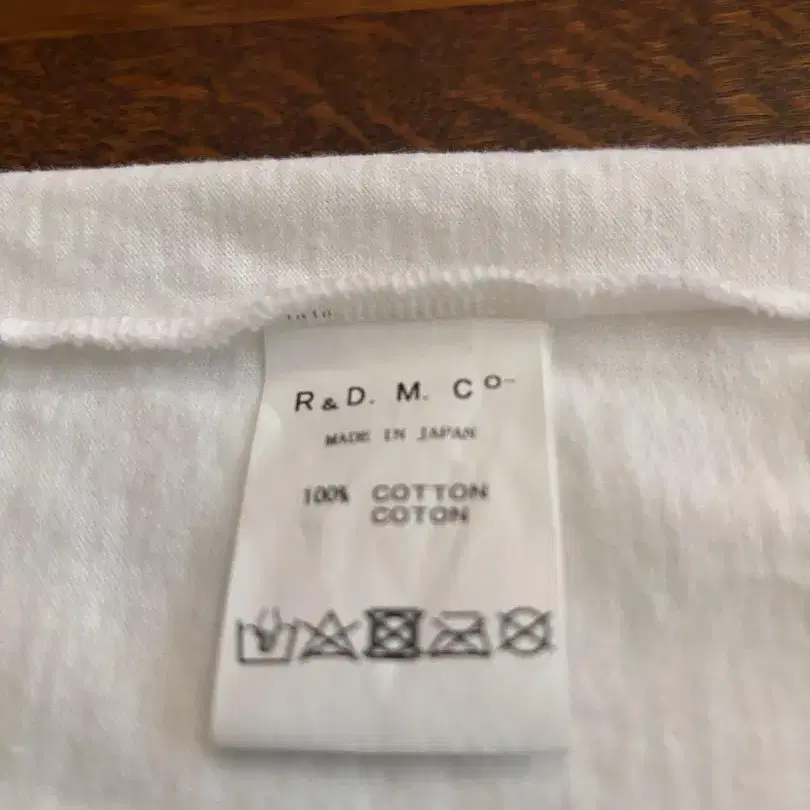 R & D. M. Co-
MADE IN JAPAN
100% COTTON
COTON